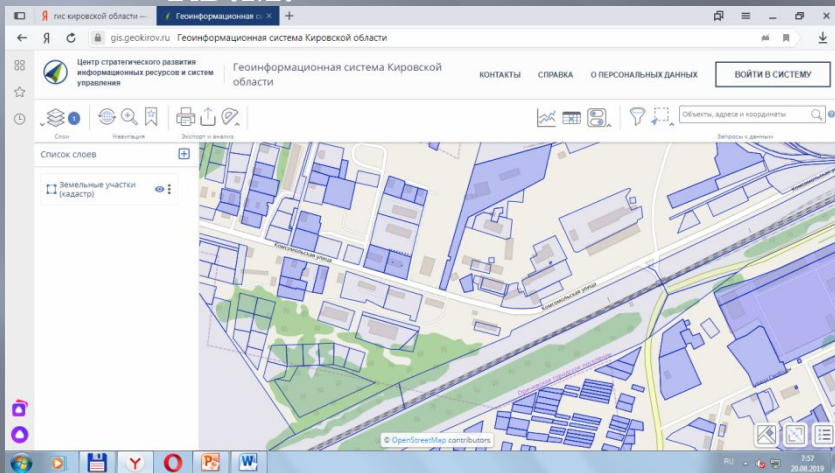 гис кировской области —
Геоинформационная с
gis.geokirov.ru Геоинформационная система Кировской области
Центр стратегического развития
информационных ресурсов и систем
управления
Геоинформационная система Кировской
области
КОНТАКТЫ
СПРАВКА
О ПЕРСОНАЛЬНЫХ ДАННЫХ
ВОЙТИ В СИСТЕМУ
1
Слои
Навигация
Экспорт и анализ
Объекты, адреса и координаты
Запросы к данным
Список слоев
Земельные участки
(кадастр)
Комсомольская улица
Комсомольская улица
© OpenStreetMap contributors
RU
7:57
20.08.2019